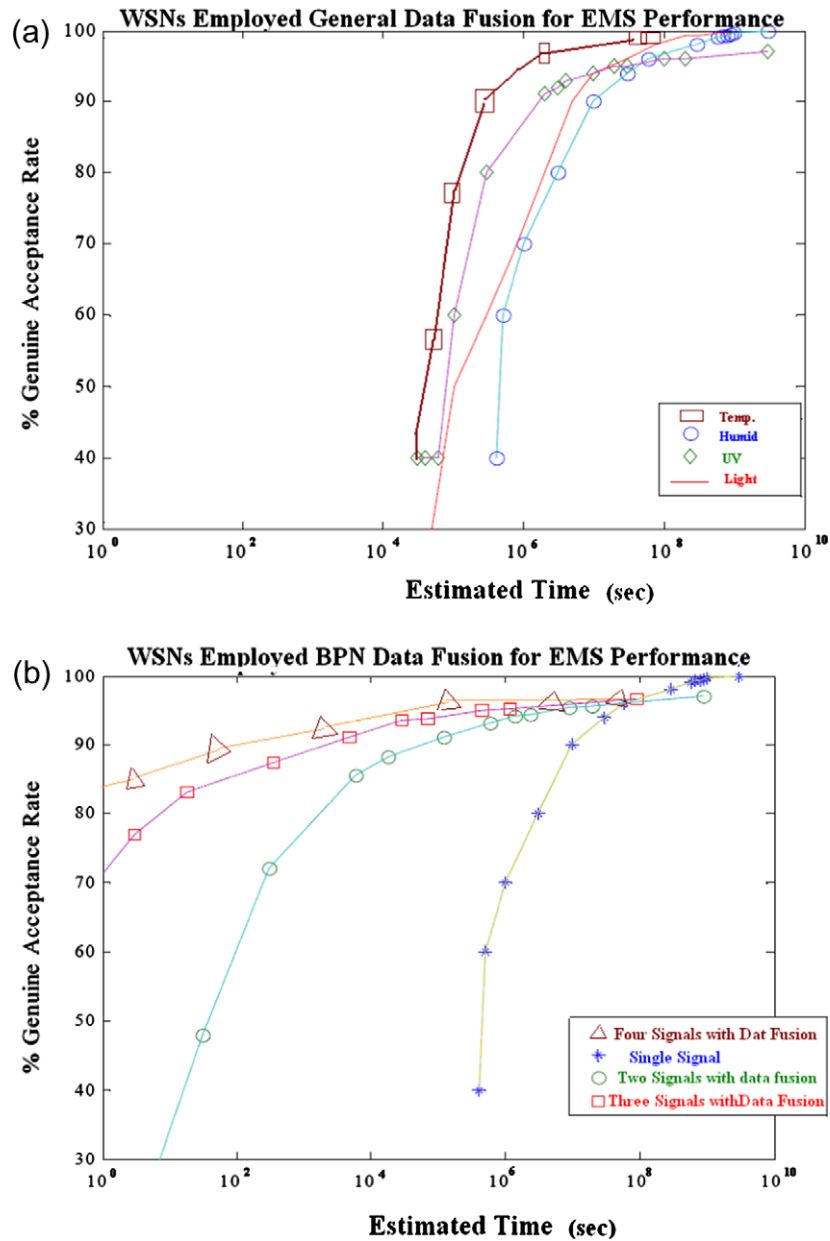 (a)
WSNs Employed General Data Fusion for EMS Performance
100
90
80
70
60
50
40
30
% Genuine Acceptance Rate
Temp.
Humid
UV
Light
10^0
10^2
10^4
10^6
10^8
10^10
Estimated Time (sec)
(b)
WSNs Employed BPN Data Fusion for EMS Performance
100
90
80
70
60
50
40
30
% Genuine Acceptance Rate
Four Signals with Dat Fusion
Single Signal
Two Signals with data fusion
Three Signals withData Fusion
10^0
10^2
10^4
10^6
10^8
10^10
Estimated Time (sec)